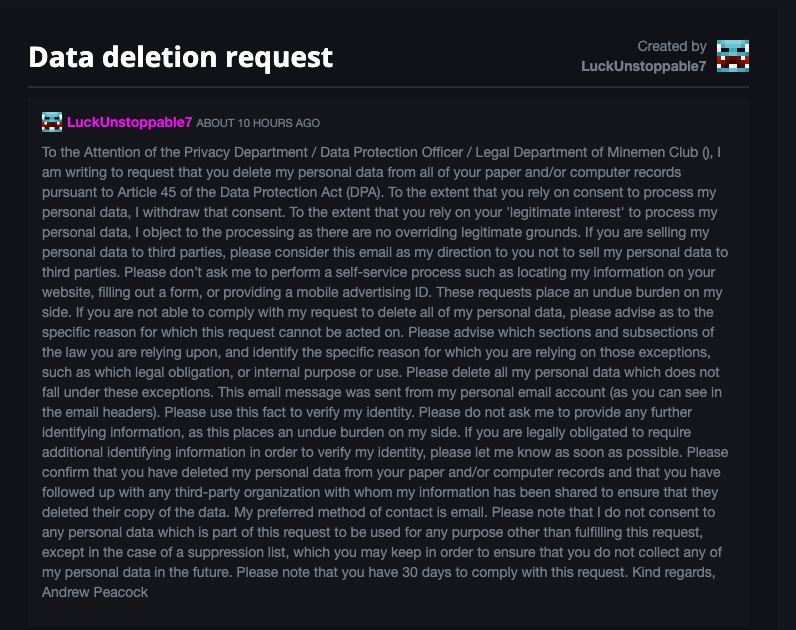 Data deletion request
Created by
LuckUnstoppable7
LuckUnstoppable7 ABOUT 10 HOURS AGO
To the Attention of the Privacy Department / Data Protection Officer / Legal Department of Minemen Club (), I
am writing to request that you delete my personal data from all of your paper and/or computer records
pursuant to Article 45 of the Data Protection Act (DPA). To the extent that you rely on consent to process my
personal data, I withdraw that consent. To the extent that you rely on your 'legitimate interest' to process my
personal data, I object to the processing as there are no overriding legitimate grounds. If you are selling my
personal data to third parties, please consider this email as my direction to you not to sell my personal data to
third parties. Please don't ask me to perform a self-service process such as locating my information on your
website, filling out a form, or providing a mobile advertising ID. These requests place an undue burden on my
side. If you are not able to comply with my request to delete all of my personal data, please advise as to the
specific reason for which this request cannot be acted on. Please advise which sections and subsections of
the law you are relying upon, and identify the specific reason for which you are relying on those exceptions,
such as which legal obligation, or internal purpose or use. Please delete all my personal data which does not
fall under these exceptions. This email message was sent from my personal email account (as you can see in
the email headers). Please use this fact to verify my identity. Please do not ask me to provide any further
identifying information, as this places an undue burden on my side. If you are legally obligated to require
additional identifying information in order to verify my identity, please let me know as soon as possible. Please
confirm that you have deleted my personal data from your paper and/or computer records and that you have
followed up with any third-party organization with whom my information has been shared to ensure that they
deleted their copy of the data. My preferred method of contact is email. Please note that I do not consent to
any personal data which is part of this request to be used for any purpose other than fulfilling this request,
except in the case of a suppression list, which you may keep in order to ensure that you do not collect any of
my personal data in the future. Please note that you have 30 days to comply with this request. Kind regards,
Andrew Peacock